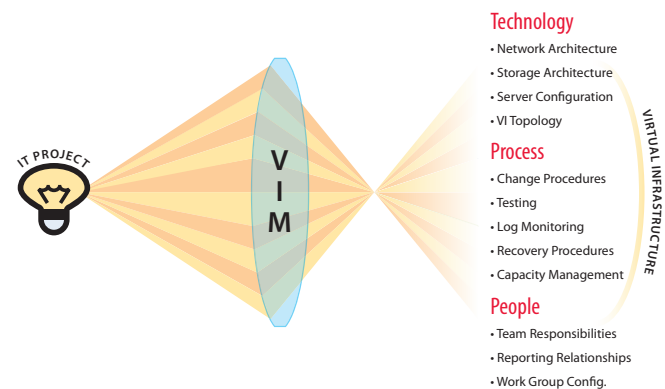 IT PROJECT
V
I
M
Technology
• Network Architecture
• Storage Architecture
• Server Configuration
• VI Topology
Process
• Change Procedures
• Testing
• Log Monitoring
• Recovery Procedures
• Capacity Management
People
• Team Responsibilities
• Reporting Relationships
• Work Group Config.
VIRTUAL INFRASTRUCTURE